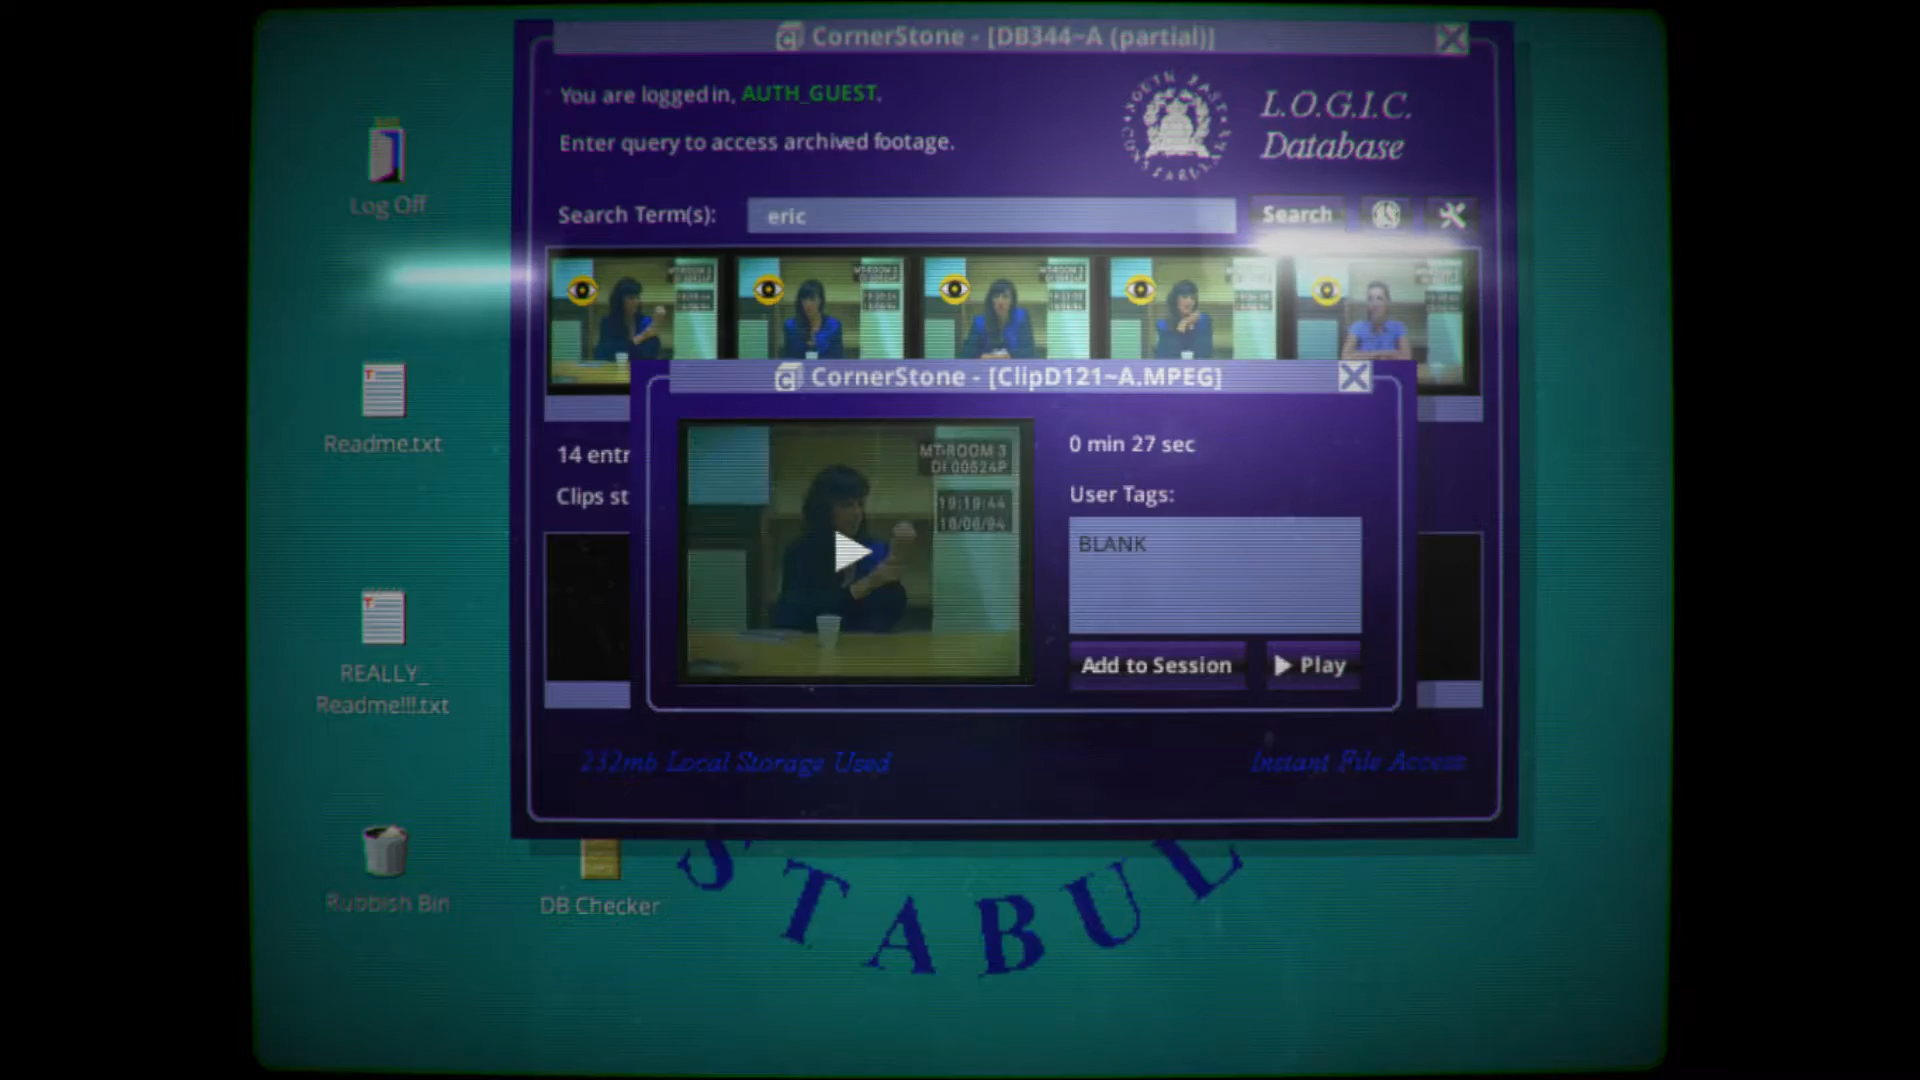 CornerStone - [DB344~A (partial)]
You are logged in, AUTH_GUEST.
Enter query to access archived footage.
L.O.G.I.C.
Database
Search Term(s):
eric
Search
Log Off
CornerStone - [ClipD121~A.MPEG]
MT-ROOM 3
DI 00624P
19:19:44
18/06/94
0 min 27 sec
User Tags:
BLANK
Add to Session
Play
14 entr
Clips st
Readme.txt
REALLY_
Readme!!!.txt
232mb Local Storage Used
Instant File Access
Rubbish Bin
DB Checker
STABUL